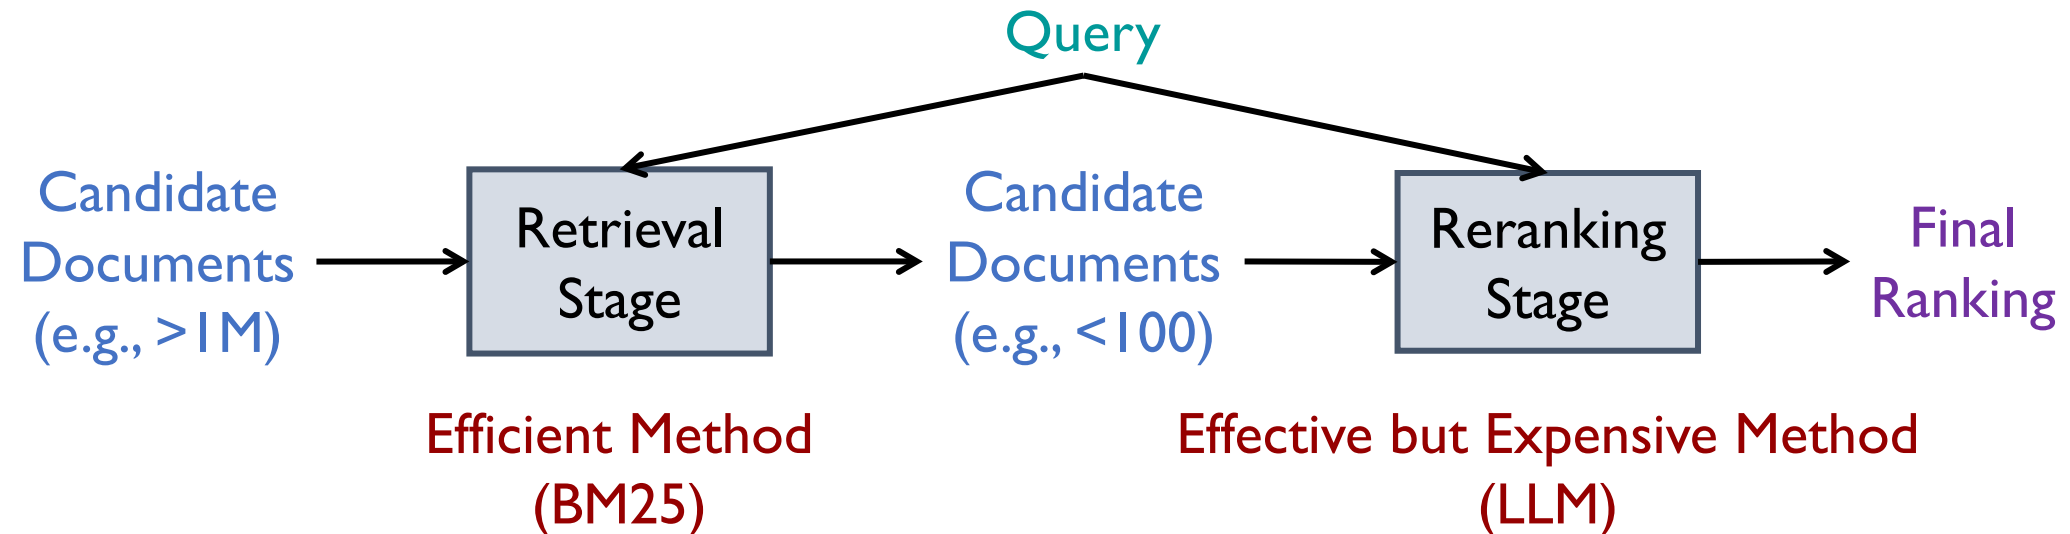 Query
Candidate
Documents
(e.g., >1M)
Retrieval
Stage
Candidate
Documents
(e.g., <100)
Reranking
Stage
Final
Ranking
Efficient Method
(BM25)
Effective but Expensive Method
(LLM)